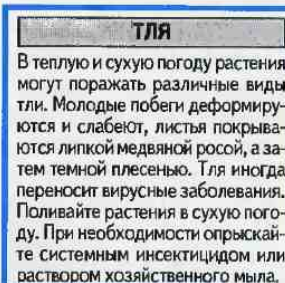 ТЛЯ
В теплую и сухую погоду растения
могут поражать различные виды
тли. Молодые побеги деформиру-
ются и слабеют, листья покрыва-
ются липкой медвяной росой, а за-
тем темной плесенью. Тля иногда
переносит вирусные заболевания.
Поливайте растения в сухую пого-
ду. При необходимости опрыскай-
те системным инсектицидом или
раствором хозяйственного мыла.